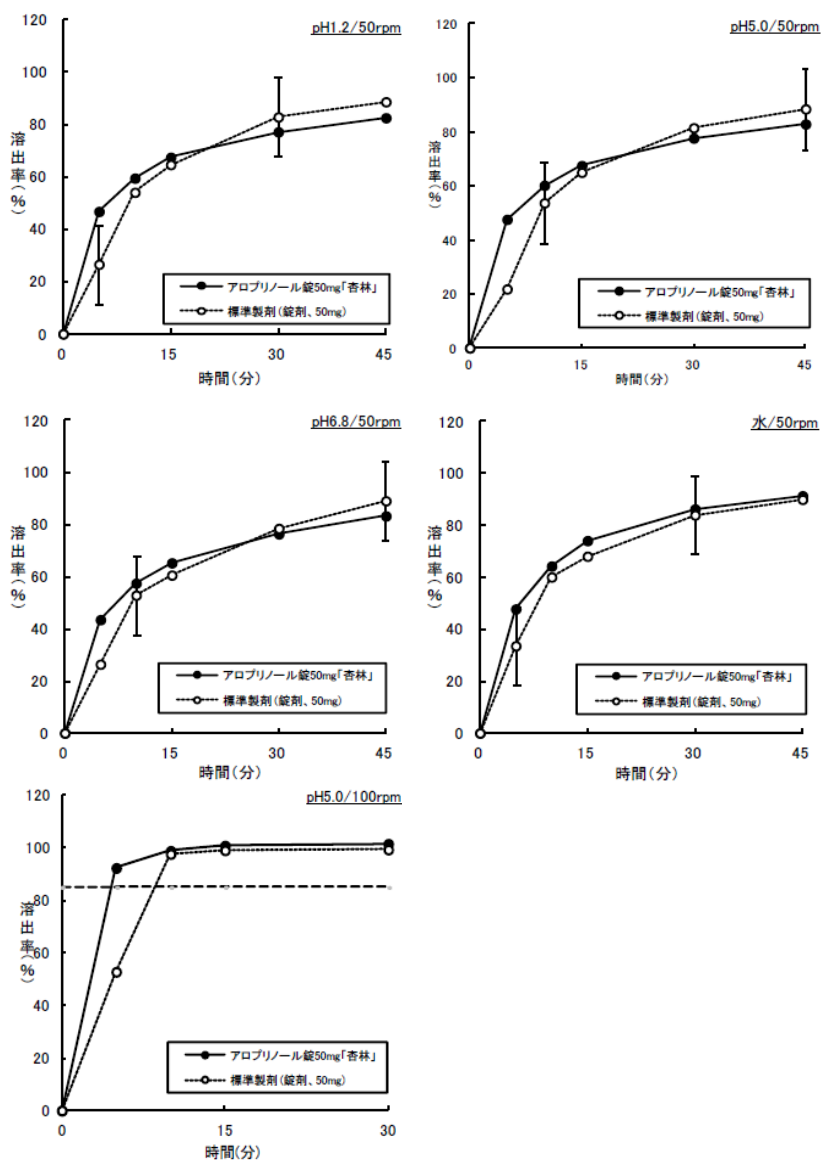 pH1.2/50rpm
120
100
80
60
40
20
0
溶出率(%)
アロプリノール錠50mg「杏林」
標準製剤(錠剤、50mg)
0 15 30 45
時間(分)
pH5.0/50rpm
120
100
80
60
40
20
0
溶出率(%)
アロプリノール錠50mg「杏林」
標準製剤(錠剤、50mg)
0 15 30 45
時間(分)
pH6.8/50rpm
120
100
80
60
40
20
0
溶出率(%)
アロプリノール錠50mg「杏林」
標準製剤(錠剤、50mg)
0 15 30 45
時間(分)
水/50rpm
120
100
80
60
40
20
0
溶出率(%)
アロプリノール錠50mg「杏林」
標準製剤(錠剤、50mg)
0 15 30 45
時間(分)
pH5.0/100rpm
120
100
80
60
40
20
0
溶出率(%)
アロプリノール錠50mg「杏林」
標準製剤(錠剤、50mg)
0 15 30
時間(分)